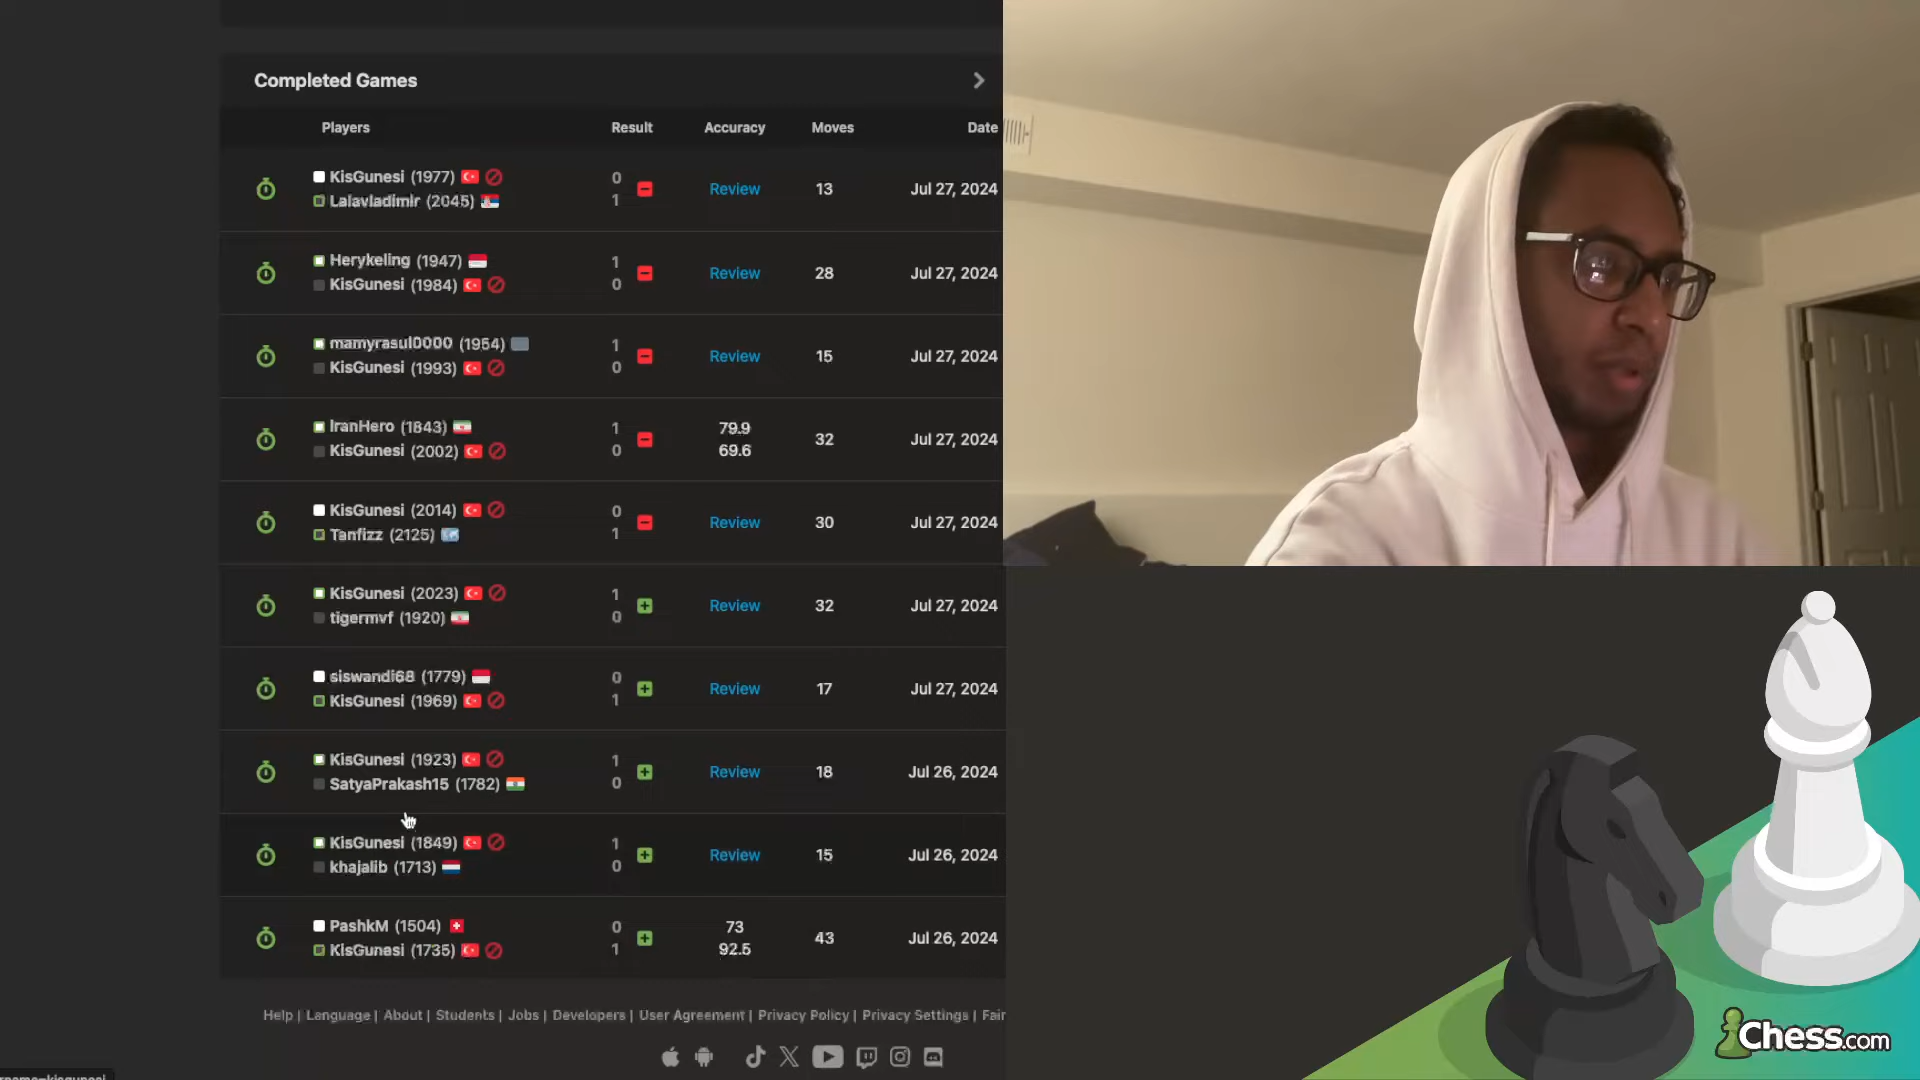 Completed Games
Players Result Accuracy Moves Date
KisGunesi (1977) 0
Lalavladimir (2045) 1
Review 13 Jul 27, 2024
Herykeling (1947) 1
KisGunesi (1984) 0
Review 28 Jul 27, 2024
mamyrasul0000 (1954) 1
KisGunesi (1993) 0
Review 15 Jul 27, 2024
IranHero (1843) 1 79.9
KisGunesi (2002) 0 69.6
32 Jul 27, 2024
KisGunesi (2014) 0
Tanfizz (2125) 1
Review 30 Jul 27, 2024
KisGunesi (2023) 1
tigermvf (1920) 0
Review 32 Jul 27, 2024
siswandi68 (1779) 0
KisGunesi (1969) 1
Review 17 Jul 27, 2024
KisGunesi (1923) 1
SatyaPrakash15 (1782) 0
Review 18 Jul 26, 2024
KisGunesi (1849) 1
khajalib (1713) 0
Review 15 Jul 26, 2024
PashkM (1504) 0 73
KisGunesi (1735) 1 92.5
43 Jul 26, 2024
Help | Language | About | Students | Jobs | Developers | User Agreement | Privacy Policy | Privacy Settings | Fair
Chess.com